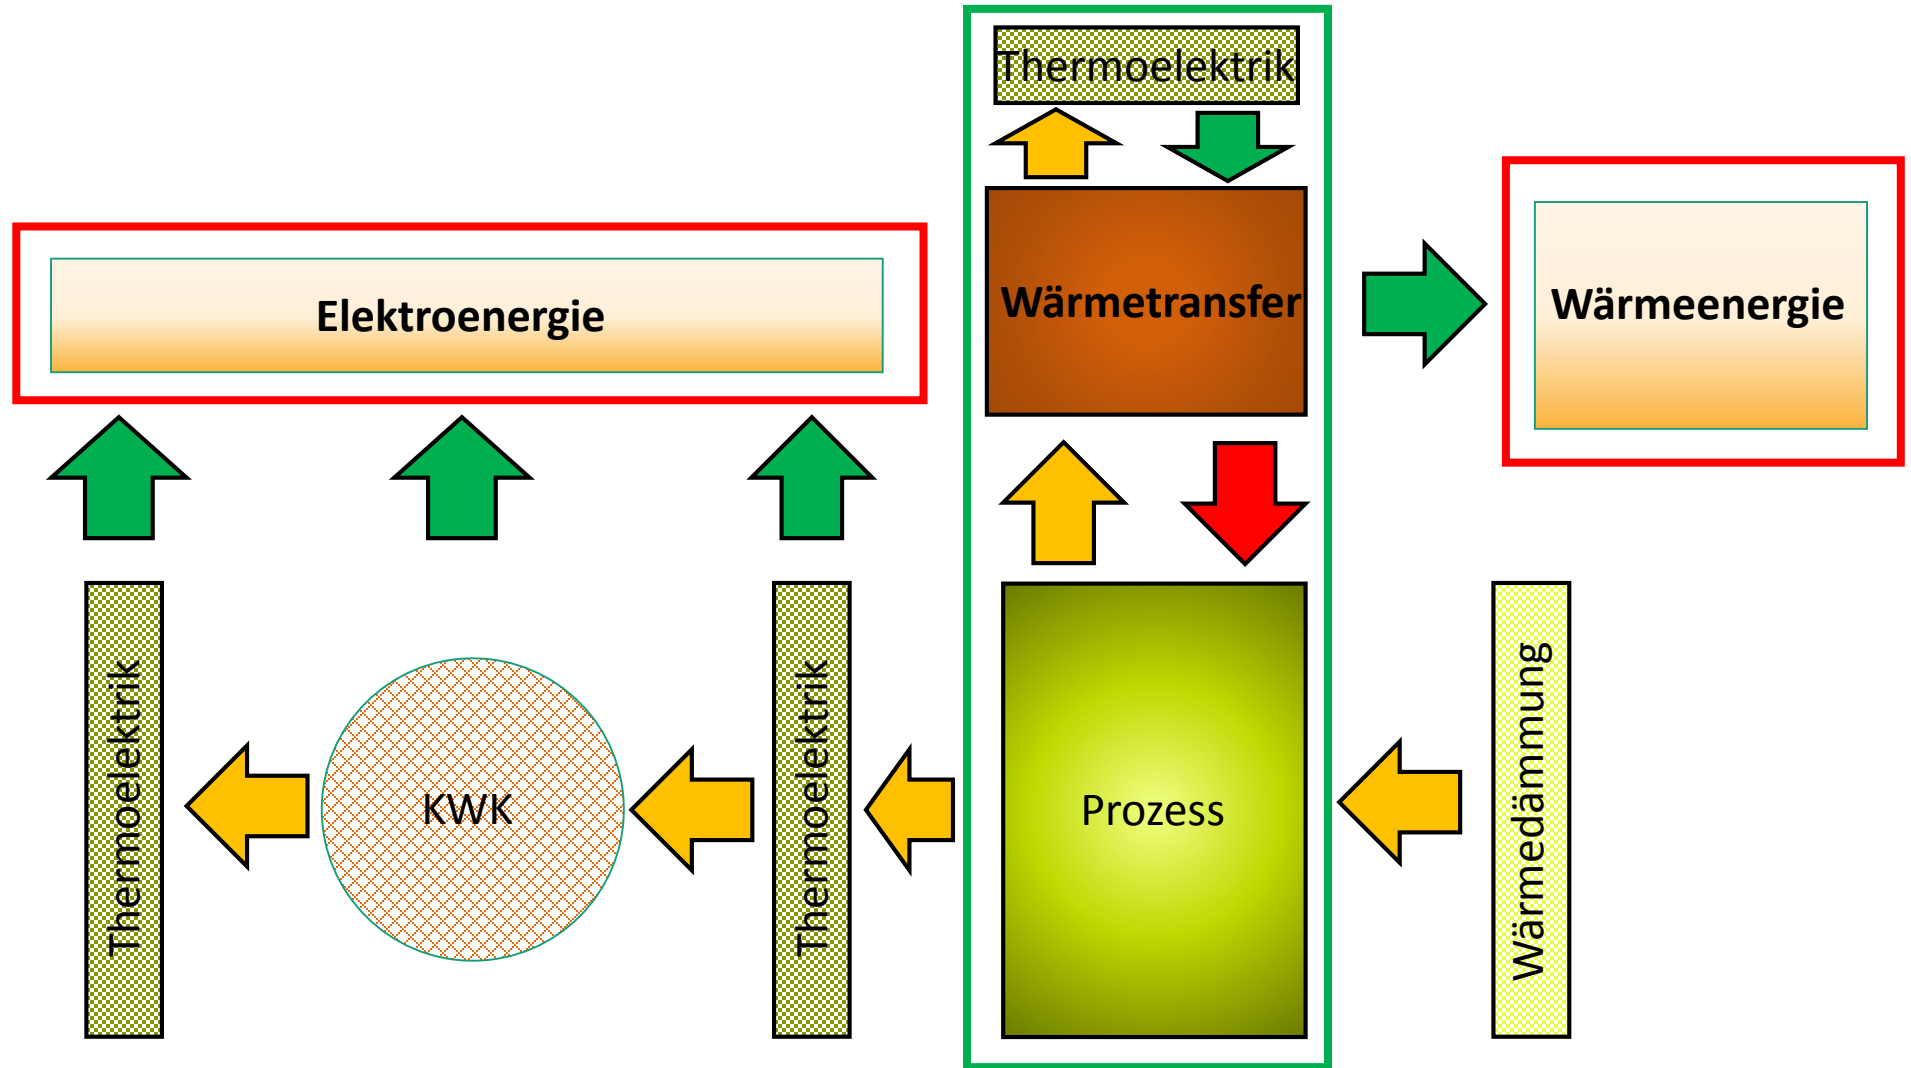 Thermoelektrik
Elektroenergie
Wärmetransfer
Wärmeenergie
Thermoelektrik
KWK
Thermoelektrik
Prozess
Wärmedämmung